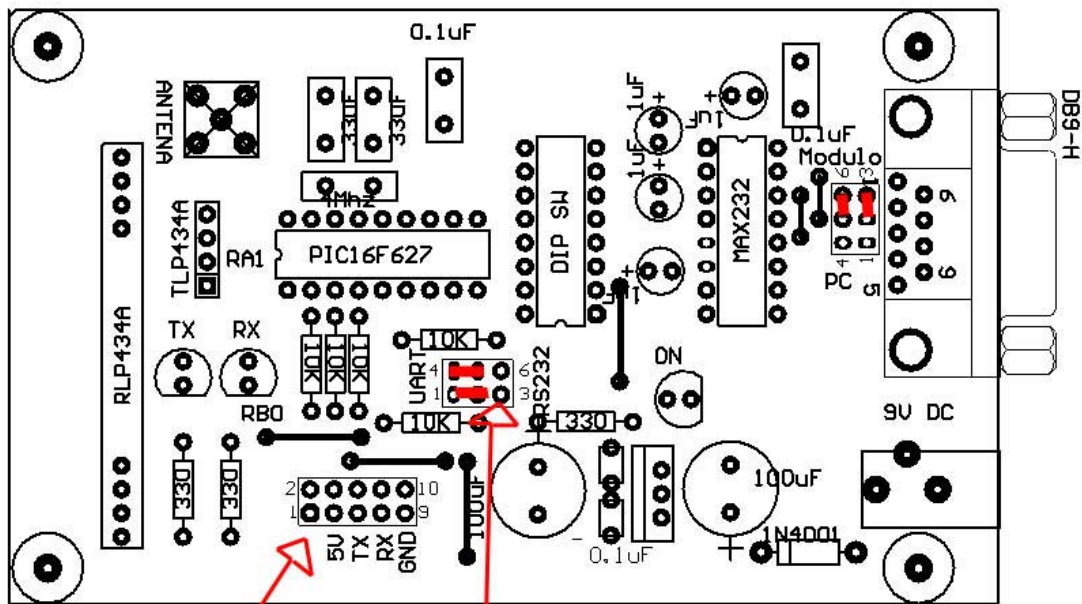 0.1uF
ANTENA
33uF
33uF
1uF
+
+
1uF
0.1uF
Modulo
DB9-H
4Mhz
1uF
+
DIP SW
MAX232
6 3
4 1
PC
6
9
1
5
TLP434A
RA1
PIC16F627
+
1uF
RLP434A
TX
RX
10K
10K
10K
10K
UART
4
1
6
3
RS232
ON
RB0
10K
330
9V DC
330
330
2
1
10
9
5V
TX
RX
GND
100uF
+
-
0.1uF
100uF
+
1N4001